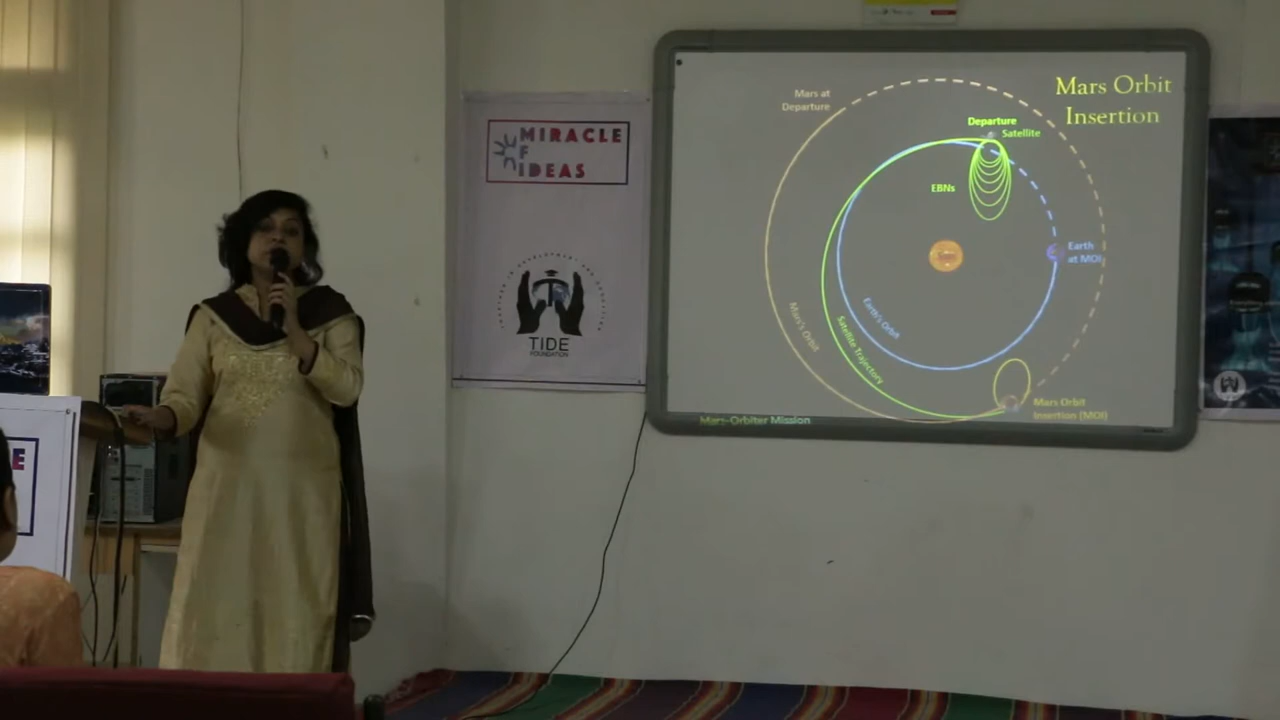 MIRACLE
F
IDEAS
TIDE
FOUNDATION
Mars Orbit
Insertion
Mars at
Departure
Departure
Satellite
EBNs
Earth
at MOI
Mars's Orbit
Satellite Trajectory
Earth's Orbit
Mars Orbit
Insertion (MOI)
Mars-Orbiter Mission
E